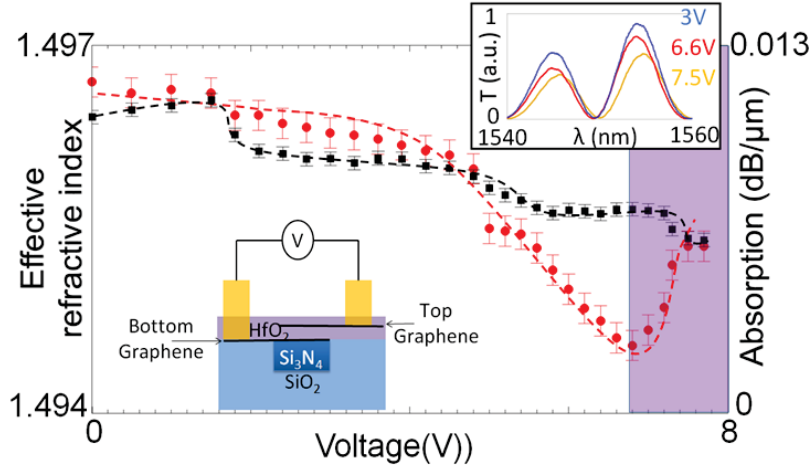 1.497
0.013
1
T (a.u.)
0
3V
6.6V
7.5V
1540
λ (nm)
1560
Effective
refractive index
Absorption (dB/μm)
V
Bottom
Graphene
HfO2
Top
Graphene
Si3N4
SiO2
1.494
0
0
Voltage(V))
8